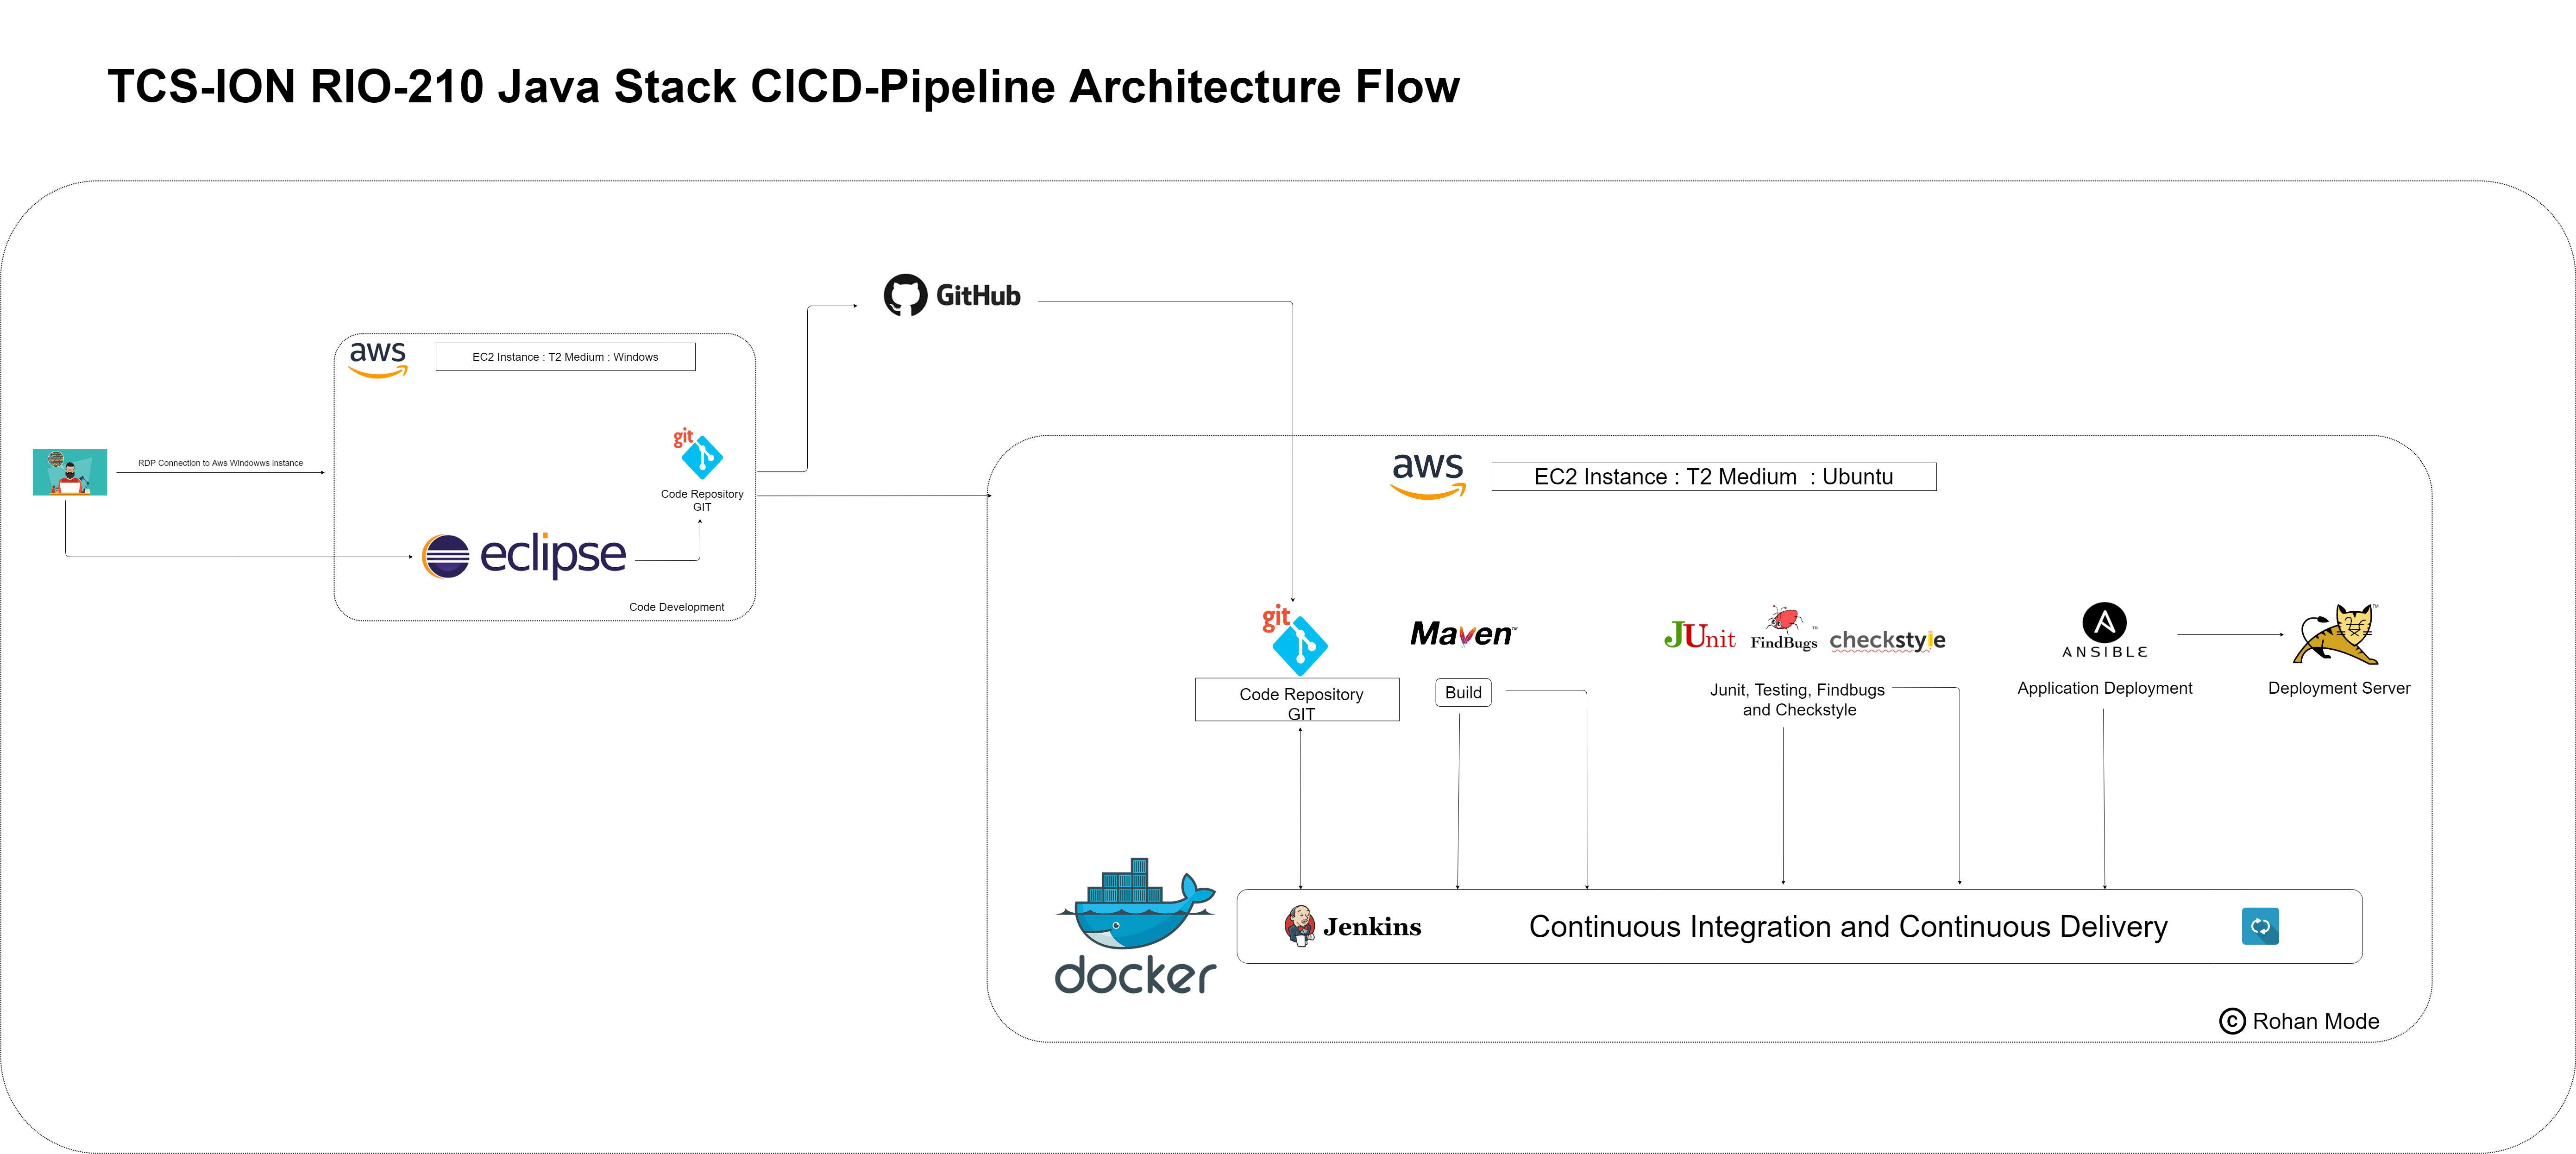 TCS-ION RIO-210 Java Stack CICD-Pipeline Architecture Flow
GitHub
aws
EC2 Instance : T2 Medium : Windows
git
RDP Connection to Aws Windowws Instance
Code Repository
GIT
eclipse
Code Development
aws
EC2 Instance : T2 Medium : Ubuntu
git
Code Repository
GIT
Maven™
Build
JUnit
FindBugs™
checkstyle
Junit, Testing, Findbugs
and Checkstyle
ANSIBLE
Application Deployment
TM
Deployment Server
docker
Jenkins
Continuous Integration and Continuous Delivery
© Rohan Mode